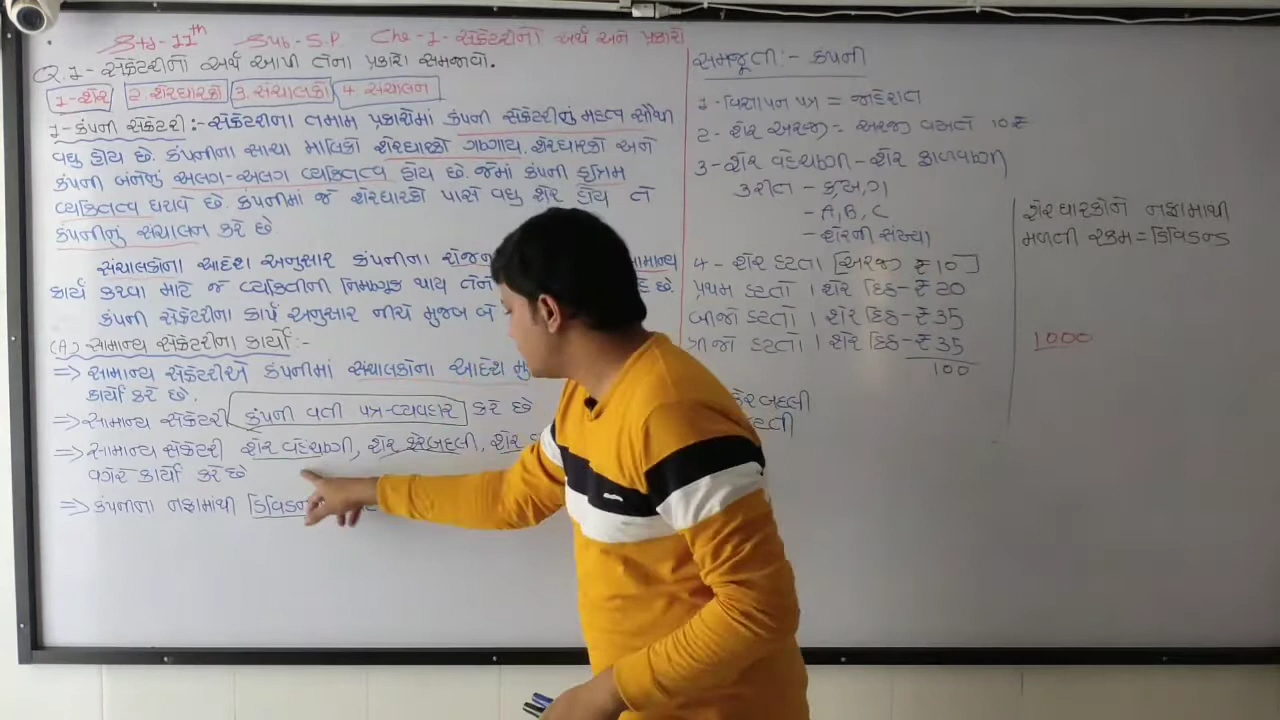 Std-11th Sub-S.P. Ch-1-સેક્રેટરીનો અર્થ અને પ્રકારો
Q.1- સેક્રેટરીનો અર્થ આપી તેના પ્રકારો સમજાવો.
1-શેર 2.શેરધારકો 3.સંચાલકો 4.સંચાલન
1-કંપની સેક્રેટરી :- સેક્રેટરીના તમામ પ્રકારોમાં કંપની સેક્રેટરીનું મહત્વ સૌથી
વધુ હોય છે. કંપનીના સાચા માલિકો શેરધારકો ગણાય. શેરધારકો અને
કંપની બંનેનું અલગ-અલગ વ્યક્તિત્વ હોય છે. જેમાં કંપની કૃત્રિમ
વ્યક્તિત્વ ધરાવે છે. કંપનીમાં જે શેરધારકો પાસે વધુ શેર હોય તે
કંપનીનું સંચાલન કરે છે
સંચાલકોના આદેશ અનુસાર કંપનીના રોજન સામાન્ય
કાર્ય કરવા માટે જે વ્યક્તિની નિમણૂક થાય તેને છે.
કંપની સેક્રેટરીના કાર્ય અનુસાર નીચે મુજબ બે
(A) સામાન્ય સેક્રેટરીના કાર્યો :-
⇒ સામાન્ય સેક્રેટરીએ કંપનીમાં સંચાલકોના આદેશ મુ
કાર્યો કરે છે.
⇒ સામાન્ય સેક્રેટરી કંપની વતી પત્ર-વ્યવહાર કરે છે
⇒ સામાન્ય સેક્રેટરી શેર વહેંચણી, શેર ફેરબદલી, શેર
વગેરે કાર્યો કરે છે
⇒ કંપનીના નફામાંથી ડિવિડન
સમજૂતી :- કંપની
1-વિજ્ઞાપન પત્ર = જાહેરાત
2- શેર અરજી = અરજી વખતે 10 ₹
3-શેર વહેંચણી - શેર ફાળવણી
3 રીત - ક,ખ,ગ
- A, B, C
- શેરની સંખ્યા
4- શેર હપ્તા [અરજી ₹ 10]
પ્રથમ હપ્તો 1 શેર દિઠ - ₹ 20
બીજો હપ્તો 1 શેર દિઠ - ₹ 35
ત્રીજો હપ્તો 1 શેર દિઠ - ₹ 35
100
ફેરબદલી
શેરધારકોને નફામાંથી
મળતી રકમ = ડિવિડન્ડ
1000